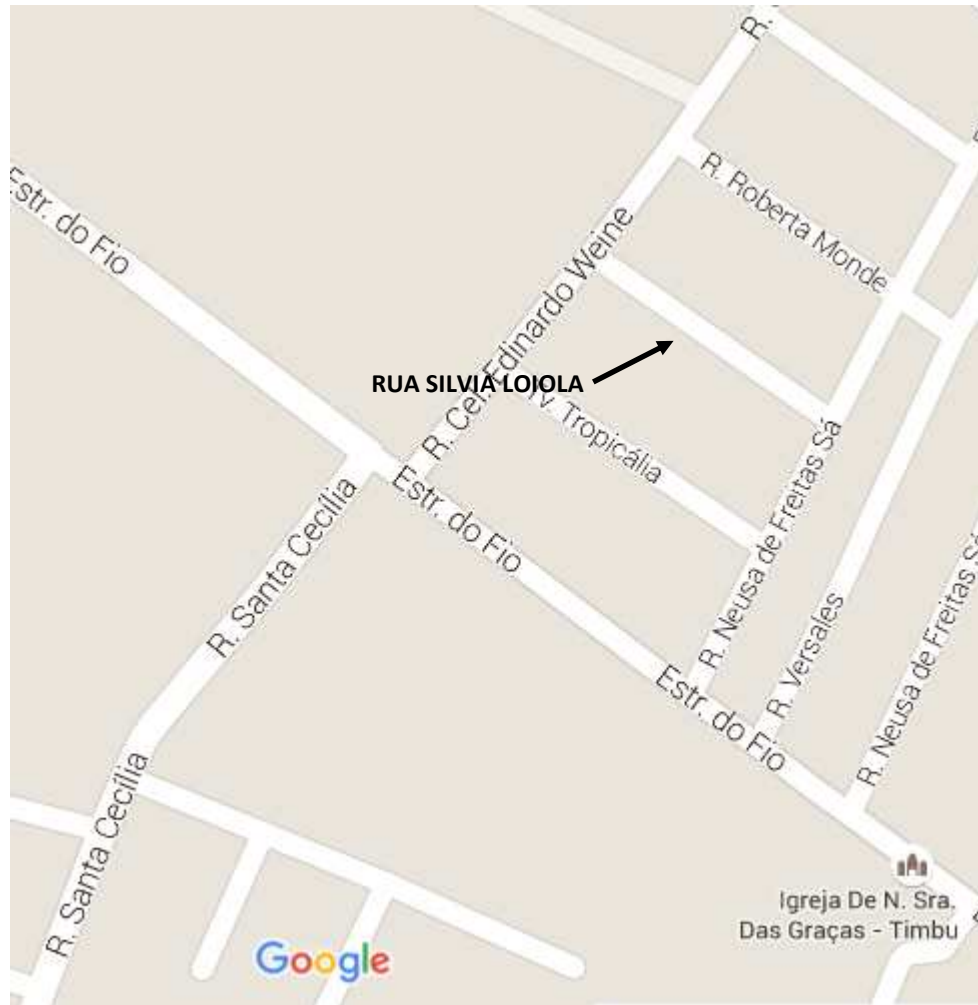 R.
Estr. do Fio
R. Roberta Monde
R. Cel. Edinardo Weine
RUA SILVIA LOIOLA
Tv. Tropicália
Estr. do Fio
R. Santa Cecília
R. Neusa de Freitas Sá
R. Versales
R. Neusa de Freitas Sá
Estr. do Fio
R. Santa Cecília
Igreja De N. Sra.
Das Graças - Timbu
Google